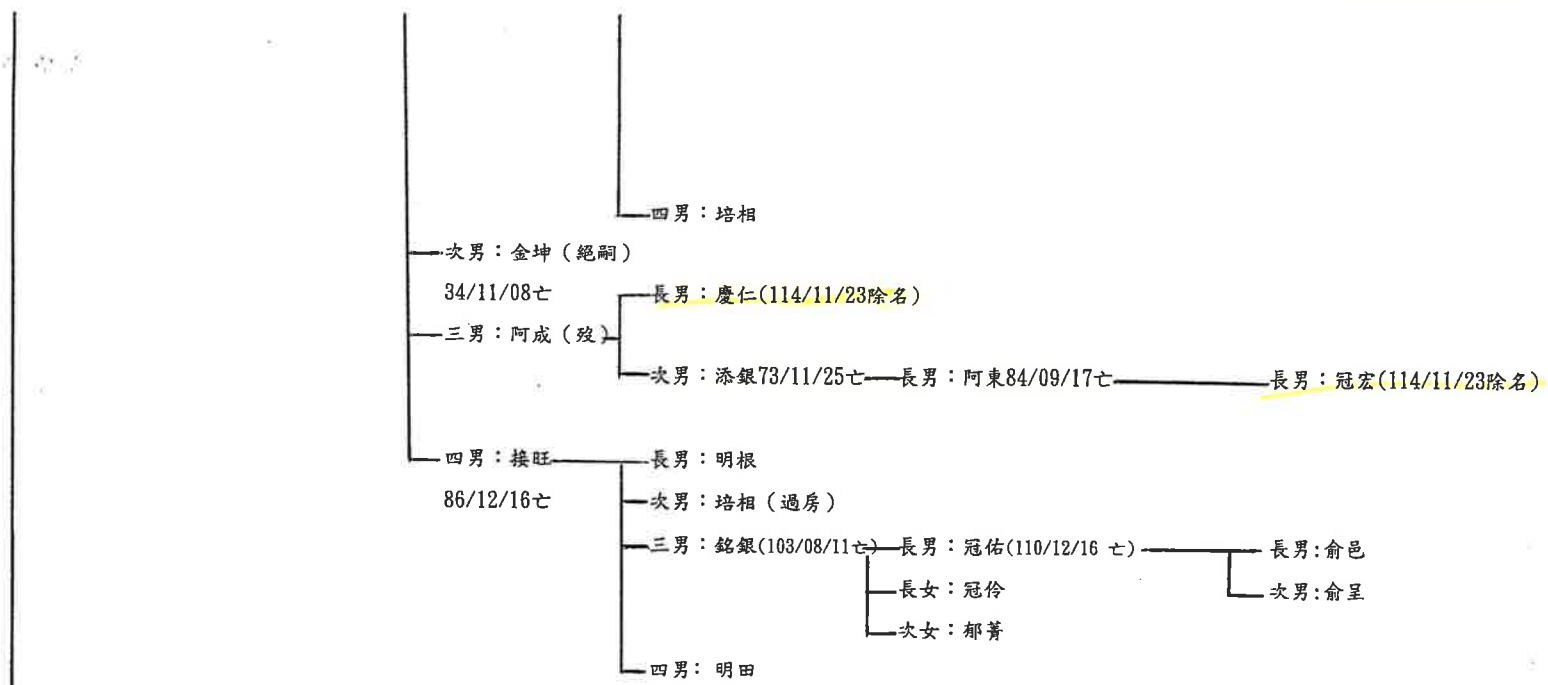 四男：培相
次男：金坤（絕嗣）
34/11/08亡
長男：慶仁(114/11/23除名)
三男：阿成（歿）
次男：添銀73/11/25亡 長男：阿東84/09/17亡 長男：冠宏(114/11/23除名)
四男：接旺 長男：明根
86/12/16亡 次男：培相（過房）
三男：銘銀(103/08/11亡) 長男：冠佑(110/12/16 亡) 長男:俞邑
長女：冠伶 次男:俞呈
次女：郁菁
四男：明田